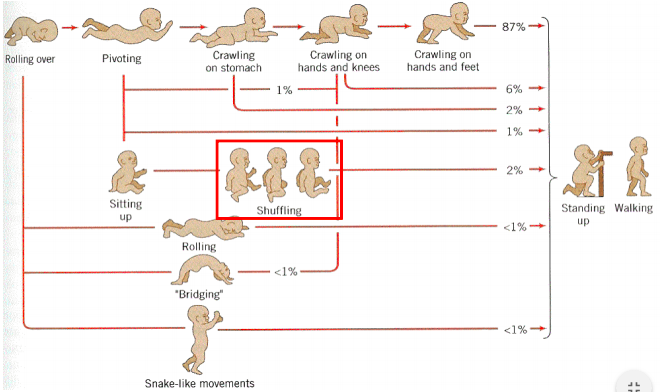 87%
Rolling over
Pivoting
Crawling
on stomach
Crawling on
hands and knees
Crawling on
hands and feet
1%
6%
2%
1%
2%
Sitting
up
Shuffling
Standing
up
Walking
<1%
Rolling
<1%
"Bridging"
<1%
Snake-like movements